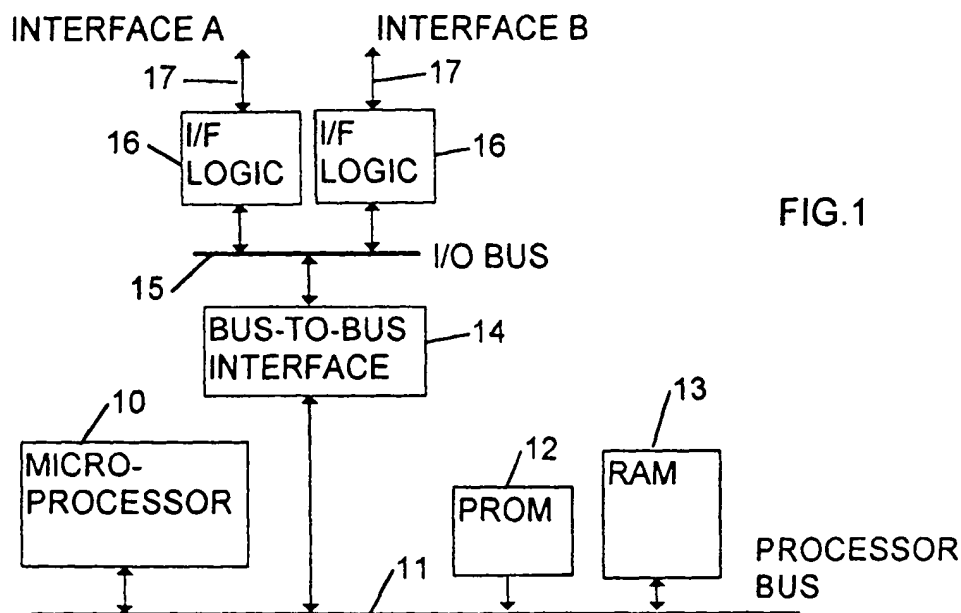 INTERFACE A
INTERFACE B
17
17
16
I/F
LOGIC
I/F
LOGIC
16
FIG.1
I/O BUS
15
BUS-TO-BUS
INTERFACE
14
10
MICRO-
PROCESSOR
12
PROM
13
RAM
11
PROCESSOR
BUS